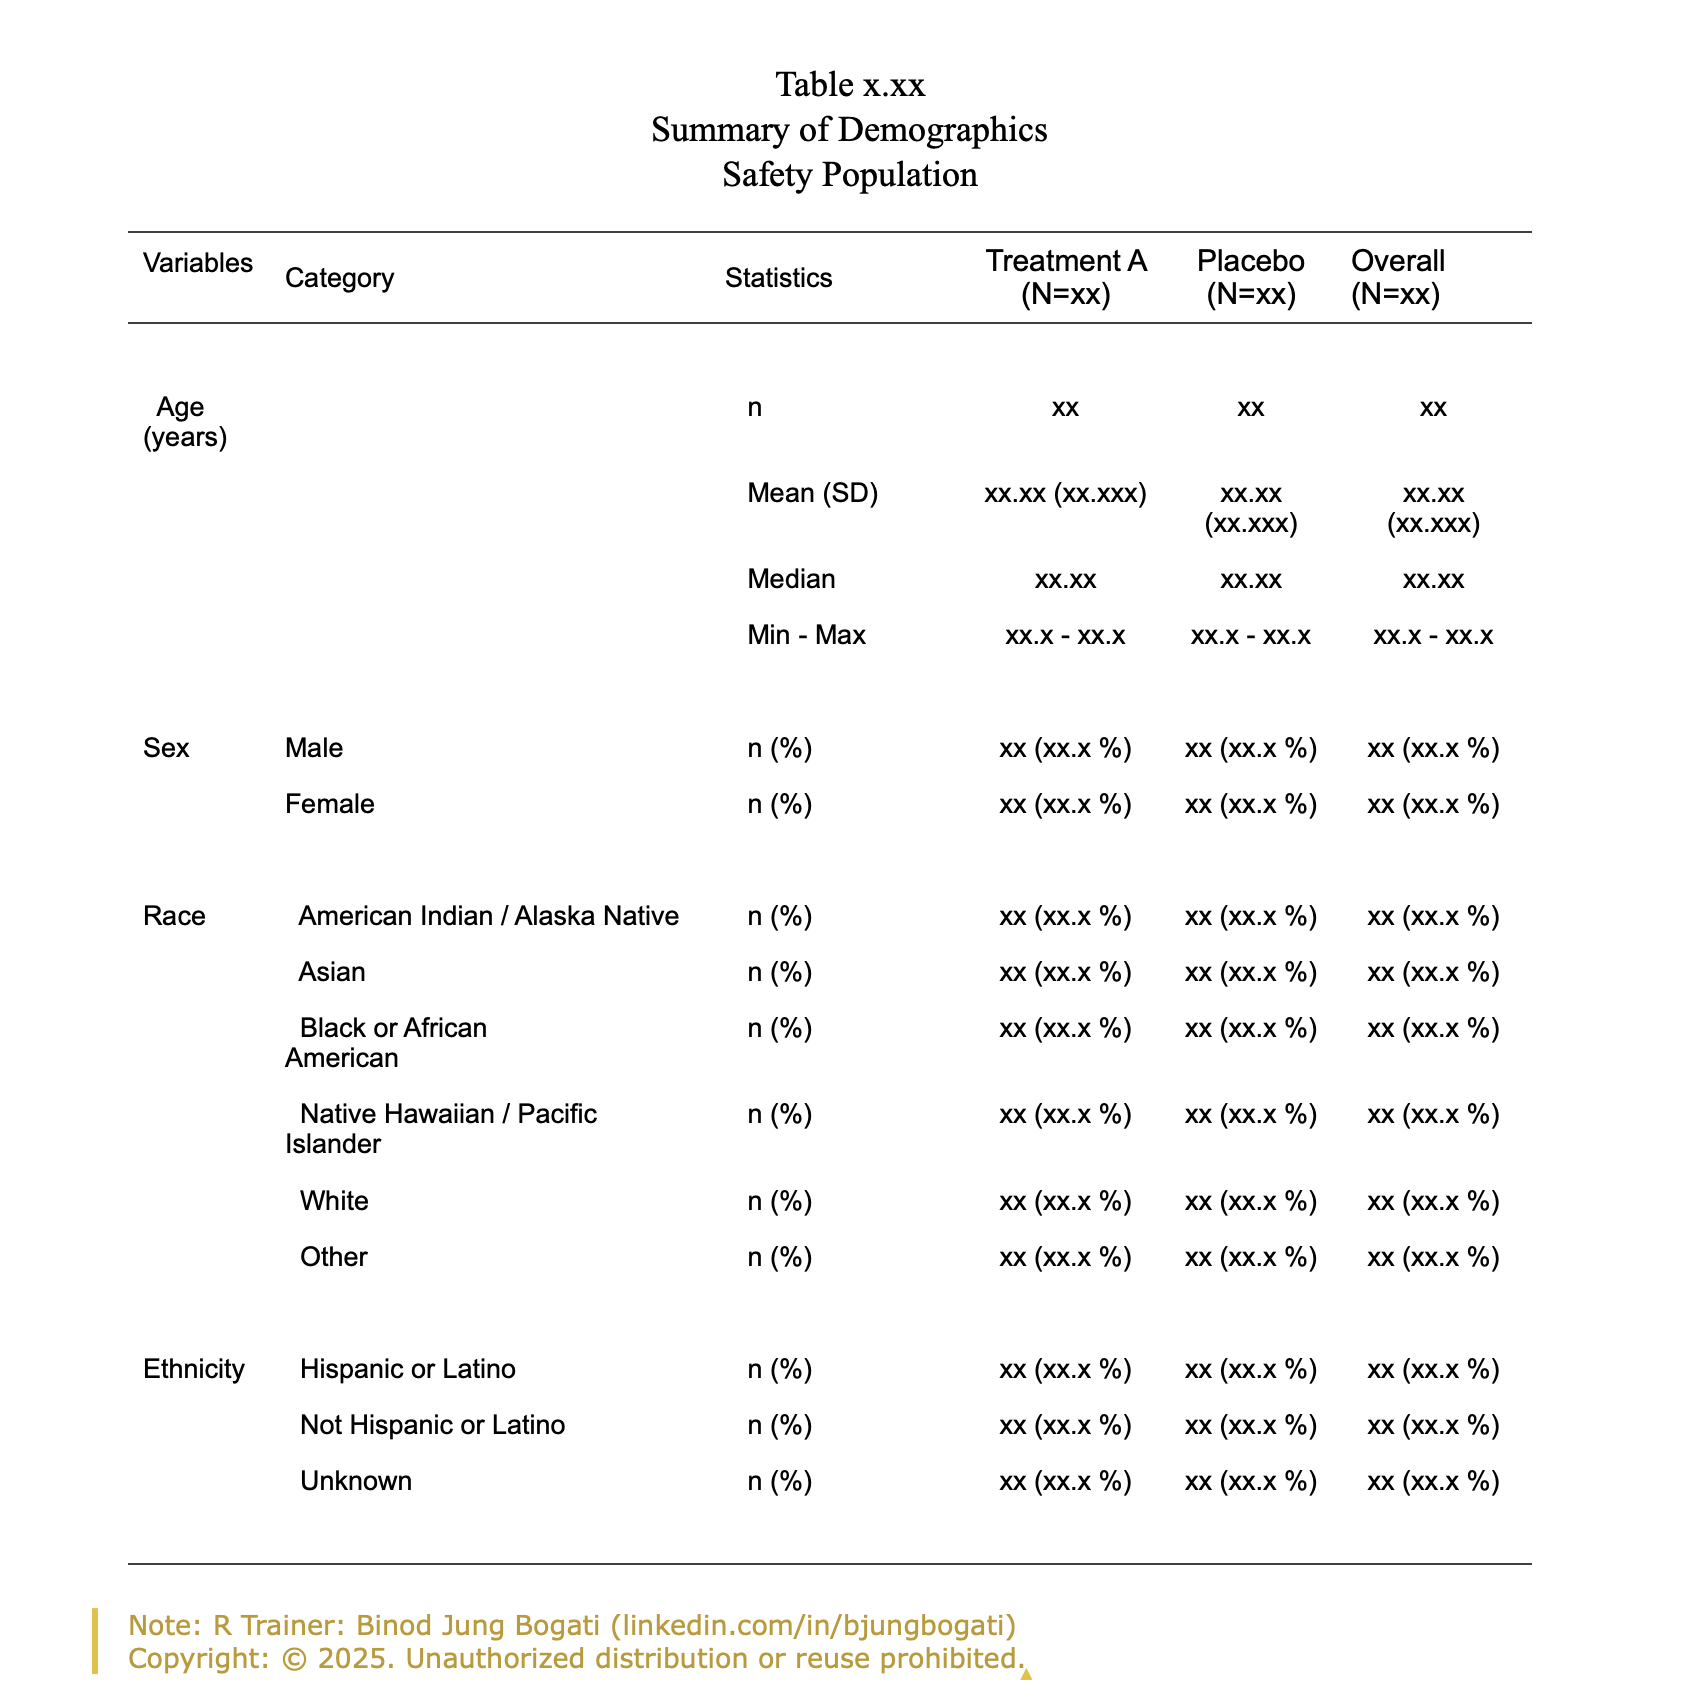 Table x.xx
Summary of Demographics
Safety Population
Variables Category Statistics Treatment A (N=xx) Placebo (N=xx) Overall (N=xx)
Age (years) n xx xx xx
Mean (SD) xx.xx (xx.xxx) xx.xx (xx.xxx) xx.xx (xx.xxx)
Median xx.xx xx.xx xx.xx
Min - Max xx.x - xx.x xx.x - xx.x xx.x - xx.x
Sex Male n (%) xx (xx.x %) xx (xx.x %) xx (xx.x %)
Female n (%) xx (xx.x %) xx (xx.x %) xx (xx.x %)
Race American Indian / Alaska Native n (%) xx (xx.x %) xx (xx.x %) xx (xx.x %)
Asian n (%) xx (xx.x %) xx (xx.x %) xx (xx.x %)
Black or African American n (%) xx (xx.x %) xx (xx.x %) xx (xx.x %)
Native Hawaiian / Pacific Islander n (%) xx (xx.x %) xx (xx.x %) xx (xx.x %)
White n (%) xx (xx.x %) xx (xx.x %) xx (xx.x %)
Other n (%) xx (xx.x %) xx (xx.x %) xx (xx.x %)
Ethnicity Hispanic or Latino n (%) xx (xx.x %) xx (xx.x %) xx (xx.x %)
Not Hispanic or Latino n (%) xx (xx.x %) xx (xx.x %) xx (xx.x %)
Unknown n (%) xx (xx.x %) xx (xx.x %) xx (xx.x %)
Note: R Trainer: Binod Jung Bogati (linkedin.com/in/bjungbogati)
Copyright: © 2025. Unauthorized distribution or reuse prohibited.